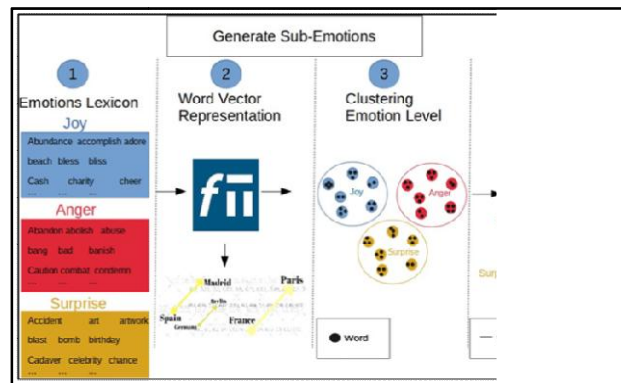 Generate Sub-Emotions
1
Emotions Lexicon
Joy
Abundance accomplish adore
beach bless bliss
Cash charity cheer
... ... ...
Anger
Abandon abolish abuse
bang bad banish
Caution combat condemn
... ... ...
Surprise
Accident art artwork
blast bomb birthday
Cadaver celebrity chance
... ... ...
2
Word Vector
Representation
Madrid
Spain
Germany
Berlin
Paris
France
3
Clustering
Emotion Level
Joy
Anger
Surprise
Word